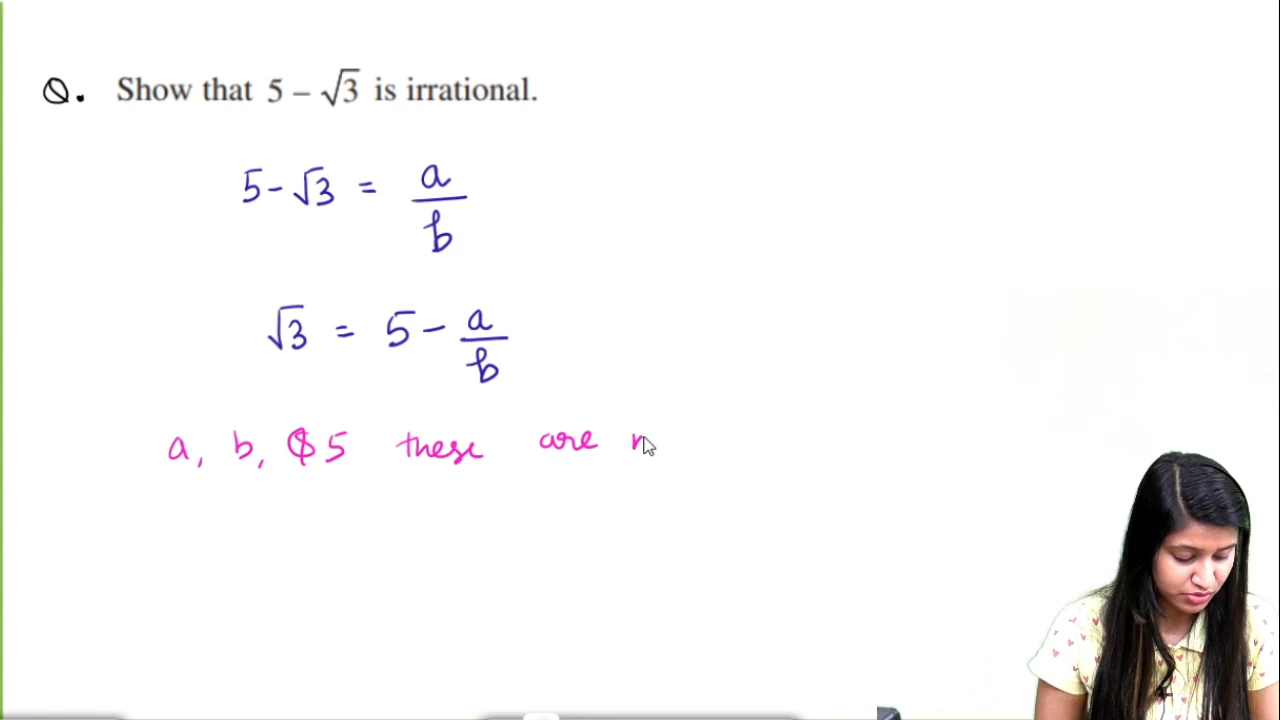 Q. Show that 5 – √3 is irrational.
5-√3 = a/b
√3 = 5 - a/b
a, b, & 5 these are